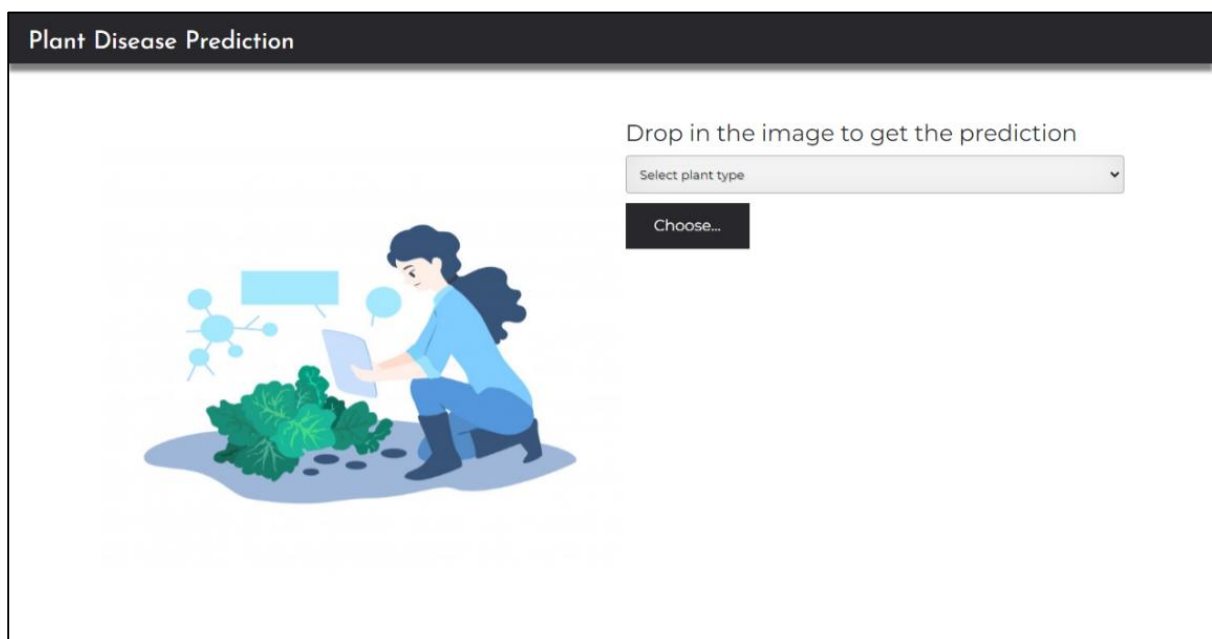 Plant Disease Prediction
Drop in the image to get the prediction
Select plant type
Choose...